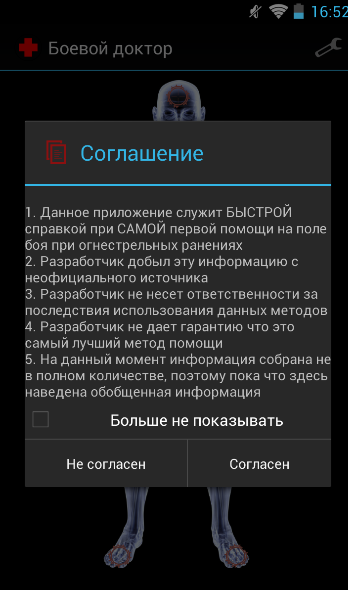 16:52
Боевой доктор
Соглашение
1. Данное приложение служит БЫСТРОЙ
справкой при САМОЙ первой помощи на поле
боя при огнестрельных ранениях
2. Разработчик добыл эту информацию с
неофициального источника
3. Разработчик не несет ответственности за
последствия использования данных методов
4. Разработчик не дает гарантию что это
самый лучший метод помощи
5. На данный момент информация собрана не
в полном количестве, поэтому пока что здесь
наведена обобщенная информация
Больше не показывать
Не согласен
Согласен